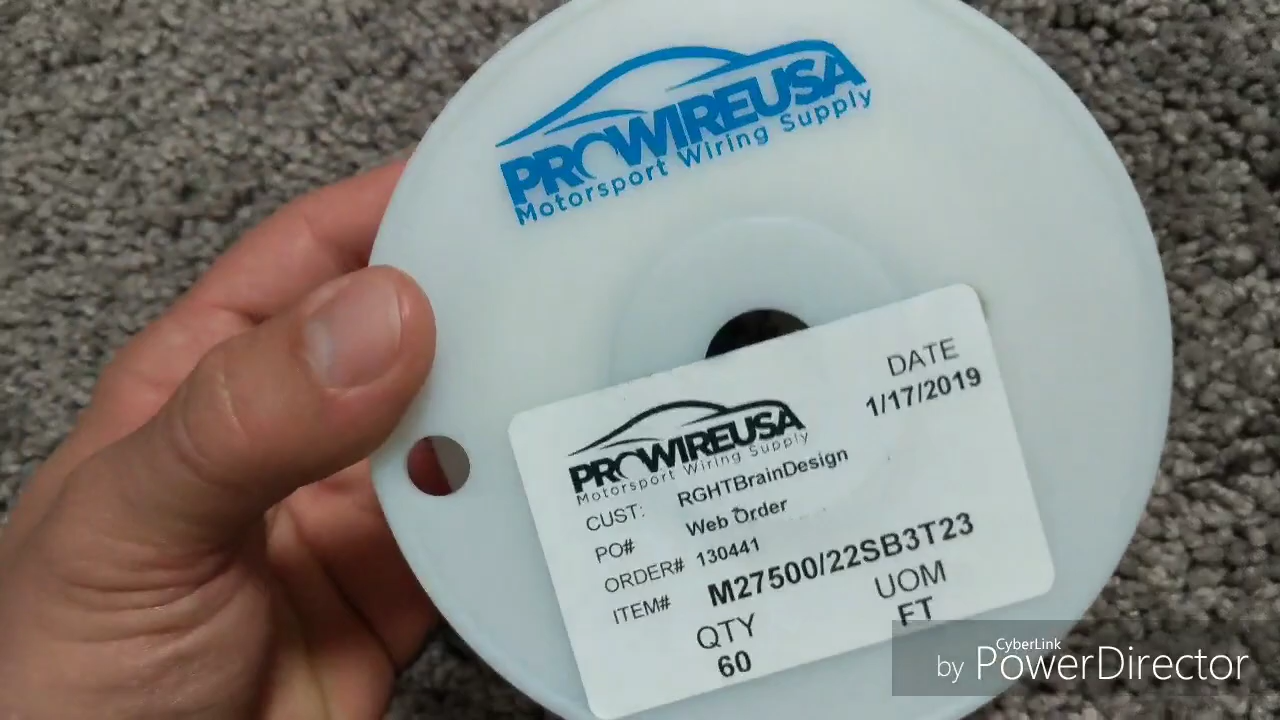 PROWIREUSA
Motorsport Wiring Supply
PROWIREUSA
Motorsport Wiring Supply
DATE
1/17/2019
CUST: RGHTBrainDesign
PO# Web Order
ORDER# 130441
ITEM# M27500/22SB3T23
QTY UOM
60 FT
CyberLink
by PowerDirector